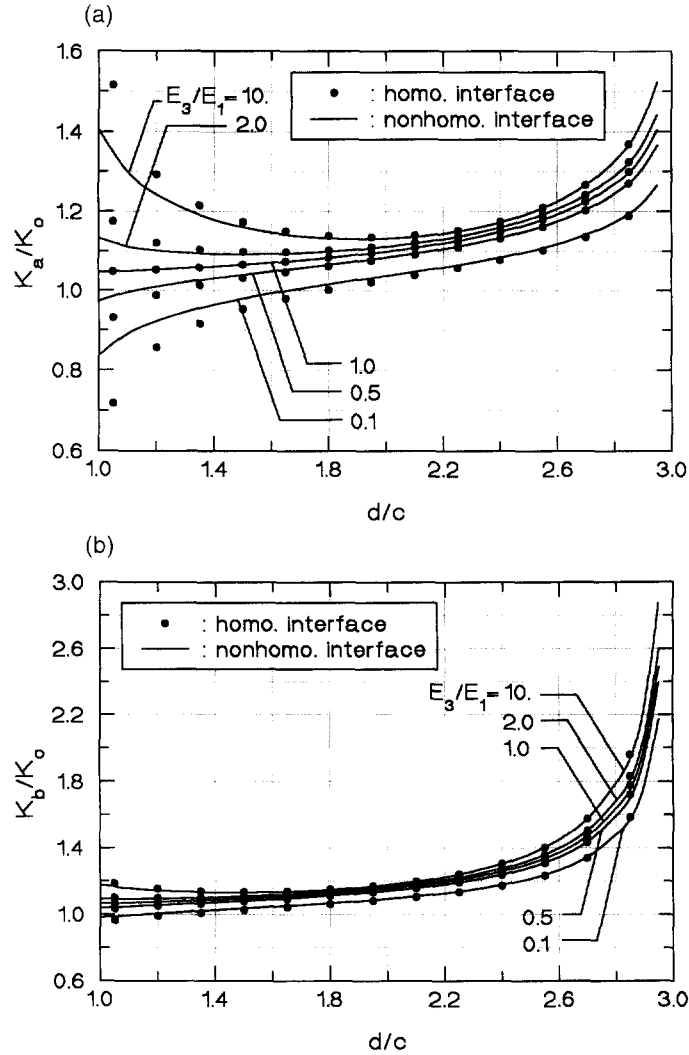 (a)
1.6
1.4
1.2
1.0
0.8
0.6
K_a/K_o
E_3/E_1=10.
2.0
: homo. interface
: nonhomo. interface
1.0
0.5
0.1
1.0
1.4
1.8
2.2
2.6
3.0
d/c
(b)
3.0
2.6
2.2
1.8
1.4
1.0
0.6
K_b/K_o
: homo. interface
: nonhomo. interface
E_3/E_1=10.
2.0
1.0
0.5
0.1
1.0
1.4
1.8
2.2
2.6
3.0
d/c